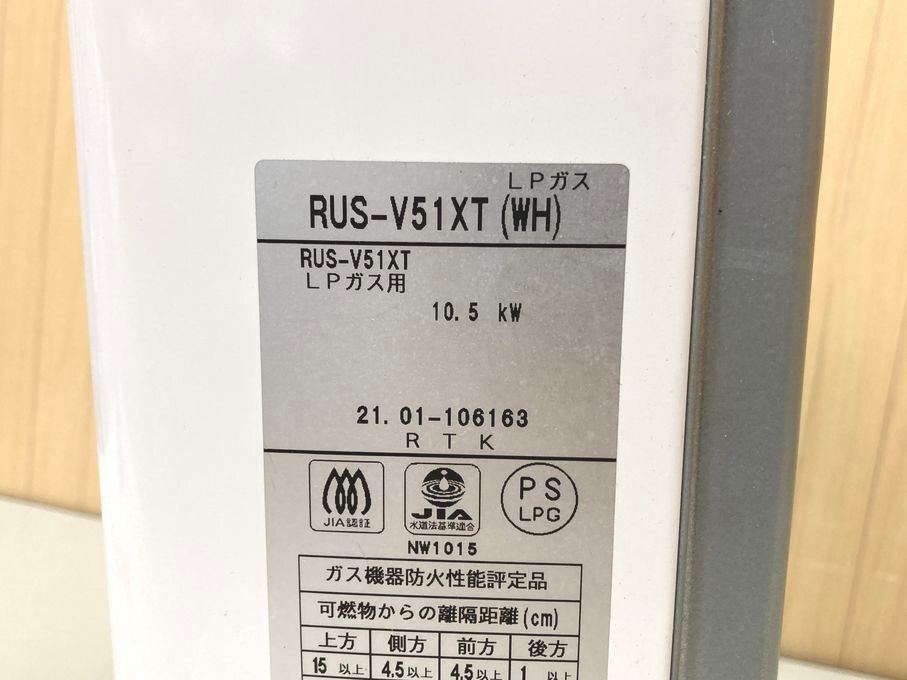 LPガス
RUS-V51XT(WH)
RUS-V51XT
LPガス用
10.5 kW
21.01-106163
RTK
JIA認証
JIA
水道法基準適合
PS
LPG
NW1015
ガス機器防火性能評定品
可燃物からの離隔距離(cm)
上方 側方 前方 後方
15 以上 4.5以上 4.5以上 1 以上